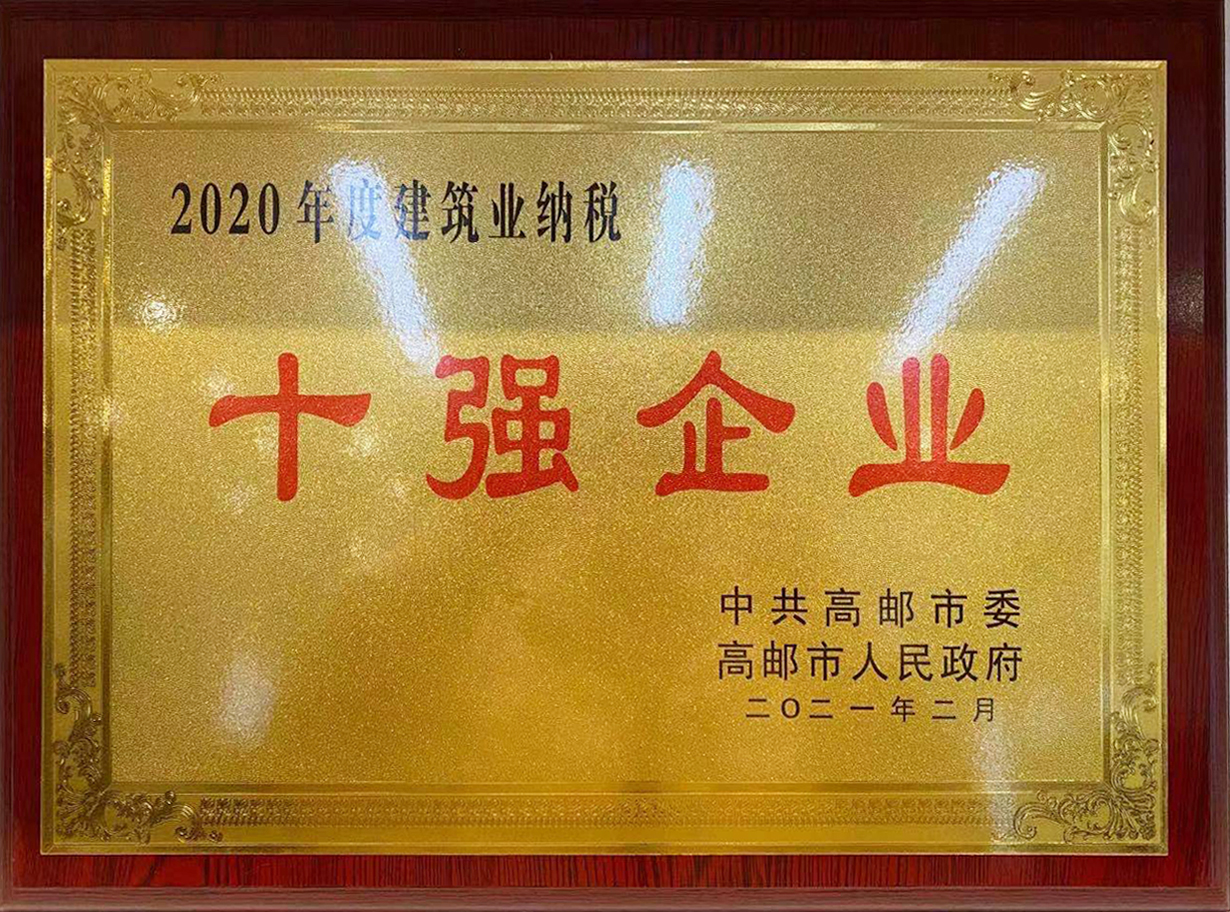 2020年度建筑业纳税
十强企业
中共高邮市委
高邮市人民政府
二〇二一年二月